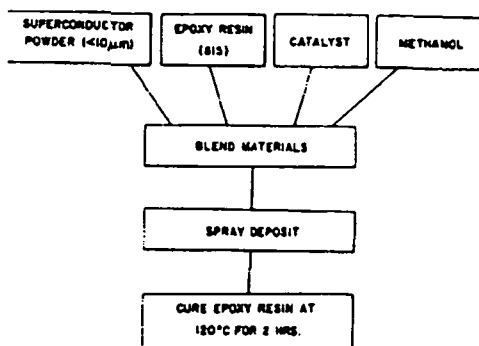 SUPERCONDUCTOR
POWDER (<10µm)
EPOXY RESIN
(815)
CATALYST
METHANOL
BLEND MATERIALS
SPRAY DEPOSIT
CURE EPOXY RESIN AT
120°C FOR 2 HRS.